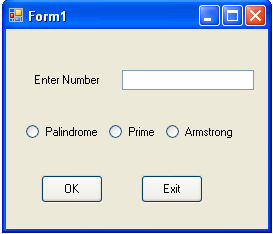 Form1
Enter Number
Palindrome Prime Armstrong
OK Exit